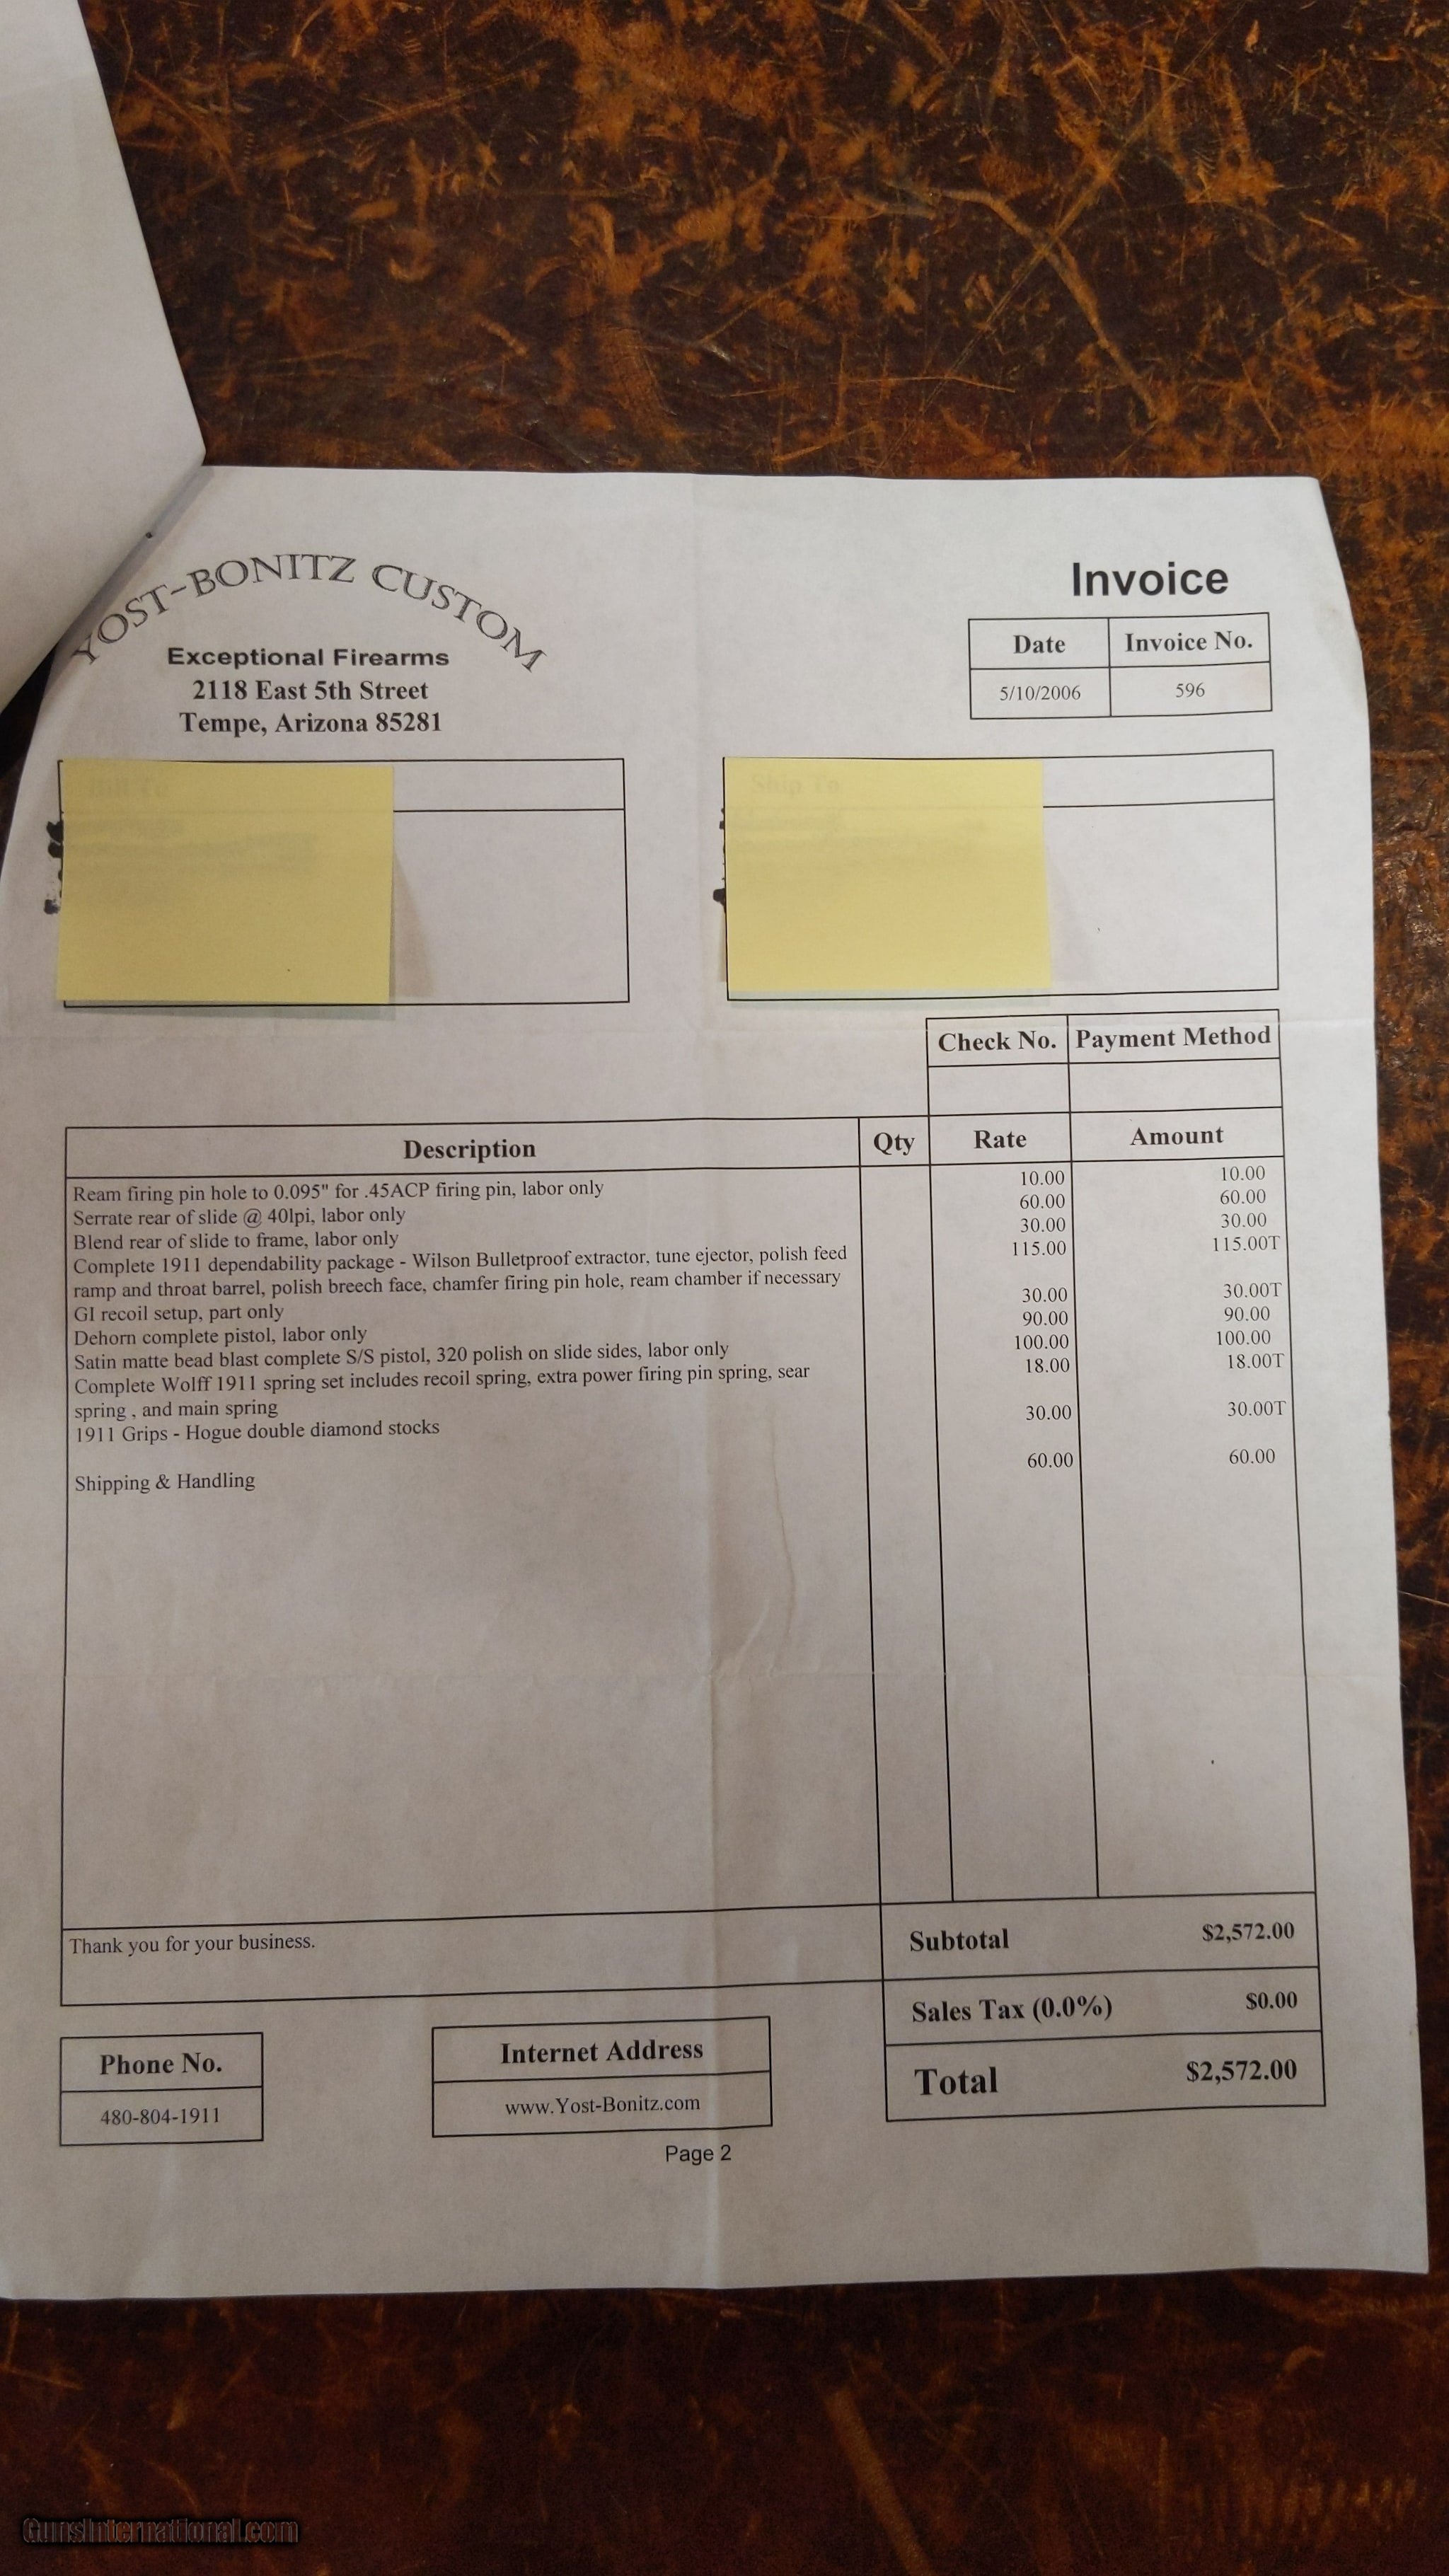 YOST-BONITZ CUSTOM
Exceptional Firearms
2118 East 5th Street
Tempe, Arizona 85281
Invoice
Date Invoice No.
5/10/2006 596
Bill To
Ship To
Check No. Payment Method
Description Qty Rate Amount
Ream firing pin hole to 0.095" for .45ACP firing pin, labor only 10.00 10.00
Serrate rear of slide @ 40lpi, labor only 60.00 60.00
Blend rear of slide to frame, labor only 30.00 30.00
Complete 1911 dependability package - Wilson Bulletproof extractor, tune ejector, polish feed 115.00 115.00T
ramp and throat barrel, polish breech face, chamfer firing pin hole, ream chamber if necessary
GI recoil setup, part only 30.00 30.00T
Dehorn complete pistol, labor only 90.00 90.00
Satin matte bead blast complete S/S pistol, 320 polish on slide sides, labor only 100.00 100.00
Complete Wolff 1911 spring set includes recoil spring, extra power firing pin spring, sear 18.00 18.00T
spring , and main spring
1911 Grips - Hogue double diamond stocks 30.00 30.00T
Shipping & Handling 60.00 60.00
Thank you for your business.
Subtotal $2,572.00
Sales Tax (0.0%) $0.00
Total $2,572.00
Phone No.
480-804-1911
Internet Address
www.Yost-Bonitz.com
Page 2
GunsInternational.com